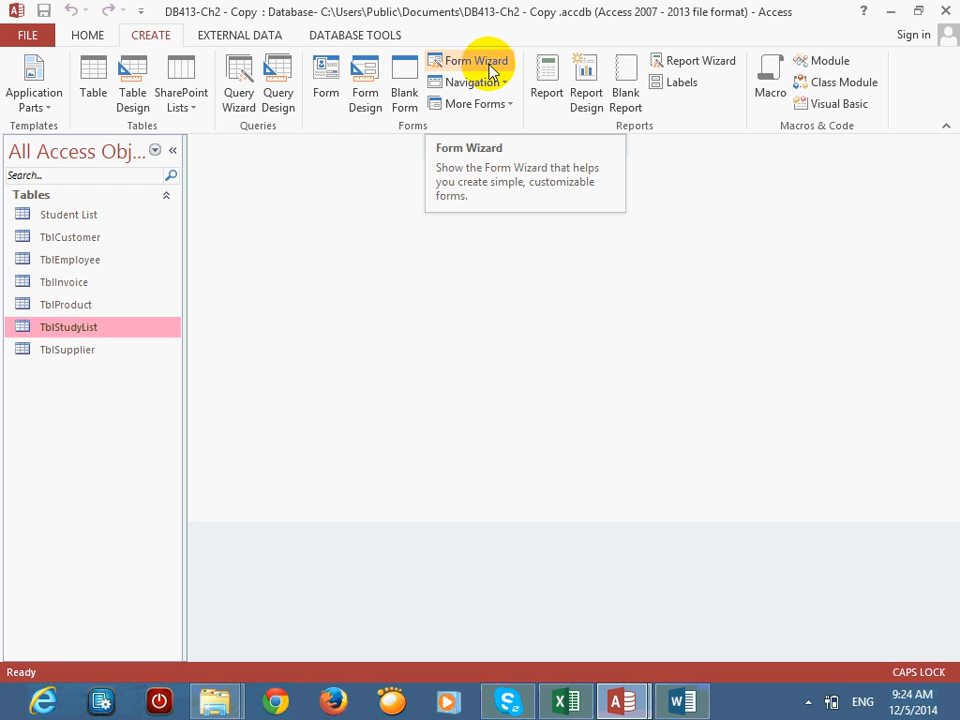 DB413-Ch2 - Copy : Database- C:\Users\Public\Documents\DB413-Ch2 - Copy .accdb (Access 2007 - 2013 file format) - Access
FILE HOME CREATE EXTERNAL DATA DATABASE TOOLS Sign in
Application Parts
Templates
Table
Table Design
SharePoint Lists
Tables
Query Wizard
Query Design
Queries
Form
Form Design
Blank Form
Form Wizard
Navigation
More Forms
Forms
Report
Report Design
Blank Report
Report Wizard
Labels
Reports
Macro
Module
Class Module
Visual Basic
Macros & Code
All Access Obj...
Search...
Tables
Student List
TblCustomer
TblEmployee
TblInvoice
TblProduct
TblStudyList
TblSupplier
Form Wizard
Show the Form Wizard that helps
you create simple, customizable
forms.
Ready CAPS LOCK
ENG
9:24 AM
12/5/2014